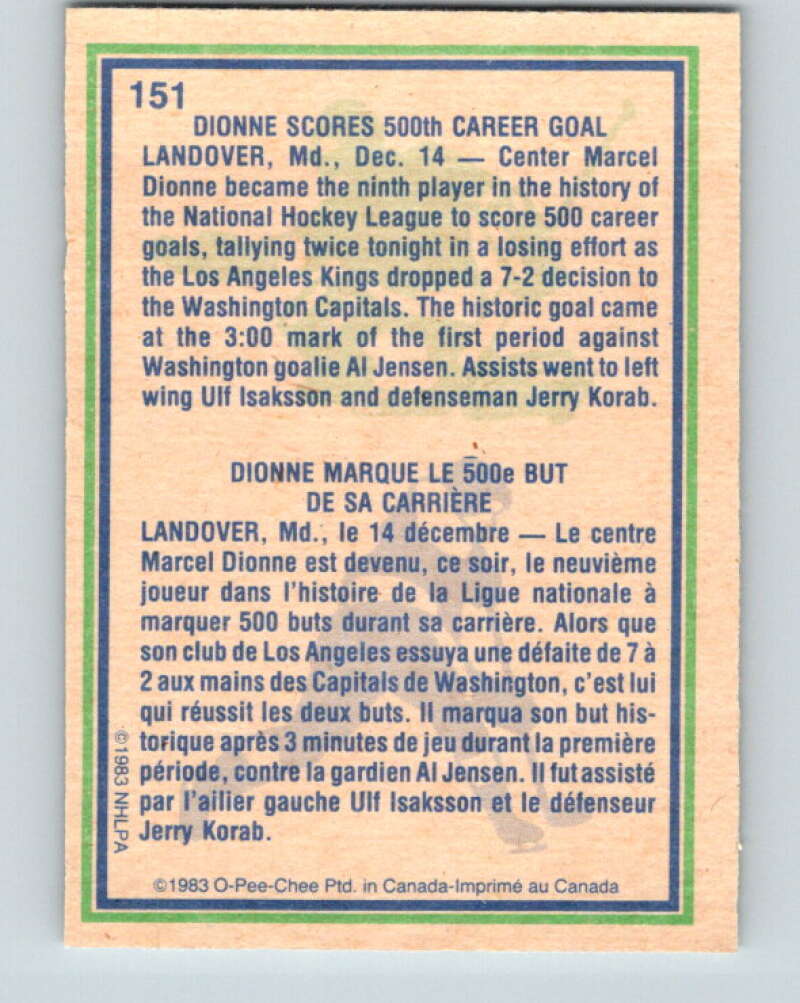 151
DIONNE SCORES 500th CAREER GOAL
LANDOVER, Md., Dec. 14 — Center Marcel
Dionne became the ninth player in the history of
the National Hockey League to score 500 career
goals, tallying twice tonight in a losing effort as
the Los Angeles Kings dropped a 7-2 decision to
the Washington Capitals. The historic goal came
at the 3:00 mark of the first period against
Washington goalie Al Jensen. Assists went to left
wing Ulf Isaksson and defenseman Jerry Korab.
DIONNE MARQUE LE 500e BUT
DE SA CARRIÈRE
LANDOVER, Md., le 14 décembre — Le centre
Marcel Dionne est devenu, ce soir, le neuvième
joueur dans l'histoire de la Ligue nationale à
marquer 500 buts durant sa carrière. Alors que
son club de Los Angeles essuya une défaite de 7 à
2 aux mains des Capitals de Washington, c'est lui
qui réussit les deux buts. Il marqua son but his-
torique après 3 minutes de jeu durant la première
période, contre la gardien Al Jensen. Il fut assisté
par l'ailier gauche Ulf Isaksson et le défenseur
Jerry Korab.
©1983 NHLPA
©1983 O-Pee-Chee Ptd. in Canada-Imprimé au Canada